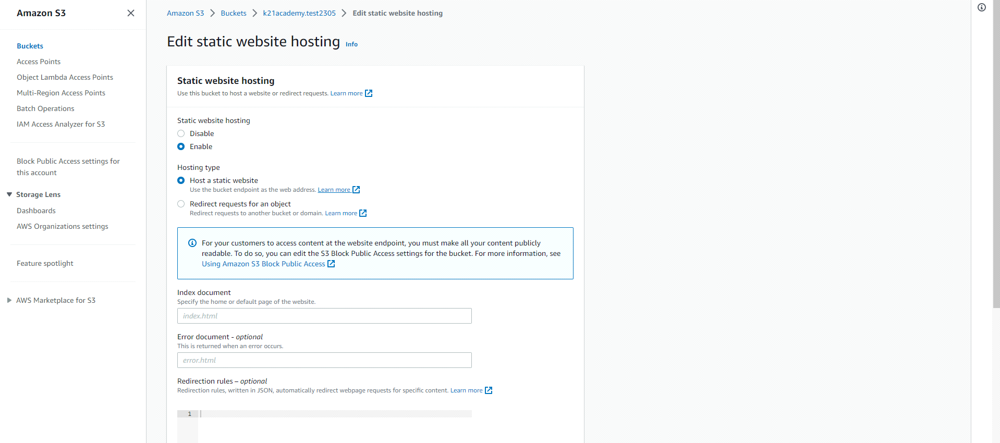 Amazon S3
Buckets
Access Points
Object Lambda Access Points
Multi-Region Access Points
Batch Operations
IAM Access Analyzer for S3
Block Public Access settings for
this account
Storage Lens
Dashboards
AWS Organizations settings
Feature spotlight
AWS Marketplace for S3
Amazon S3 > Buckets > k21academy.test2305 > Edit static website hosting
Edit static website hosting Info
Static website hosting
Use this bucket to host a website or redirect requests. Learn more
Static website hosting
Disable
Enable
Hosting type
Host a static website
Use the bucket endpoint as the web address. Learn more
Redirect requests for an object
Redirect requests to another bucket or domain. Learn more
For your customers to access content at the website endpoint, you must make all your content publicly
readable. To do so, you can edit the S3 Block Public Access settings for the bucket. For more information, see
Using Amazon S3 Block Public Access
Index document
Specify the home or default page of the website.
index.html
Error document - optional
This is returned when an error occurs.
error.html
Redirection rules – optional
Redirection rules, written in JSON, automatically redirect webpage requests for specific content. Learn more
1